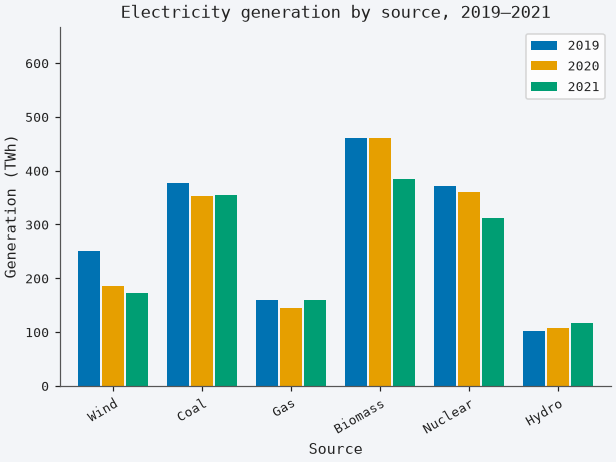 Electricity generation by source, 2019–2021
2019
2020
2021
Generation (TWh)
600
500
400
300
200
100
0
Wind
Coal
Gas
Biomass
Nuclear
Hydro
Source